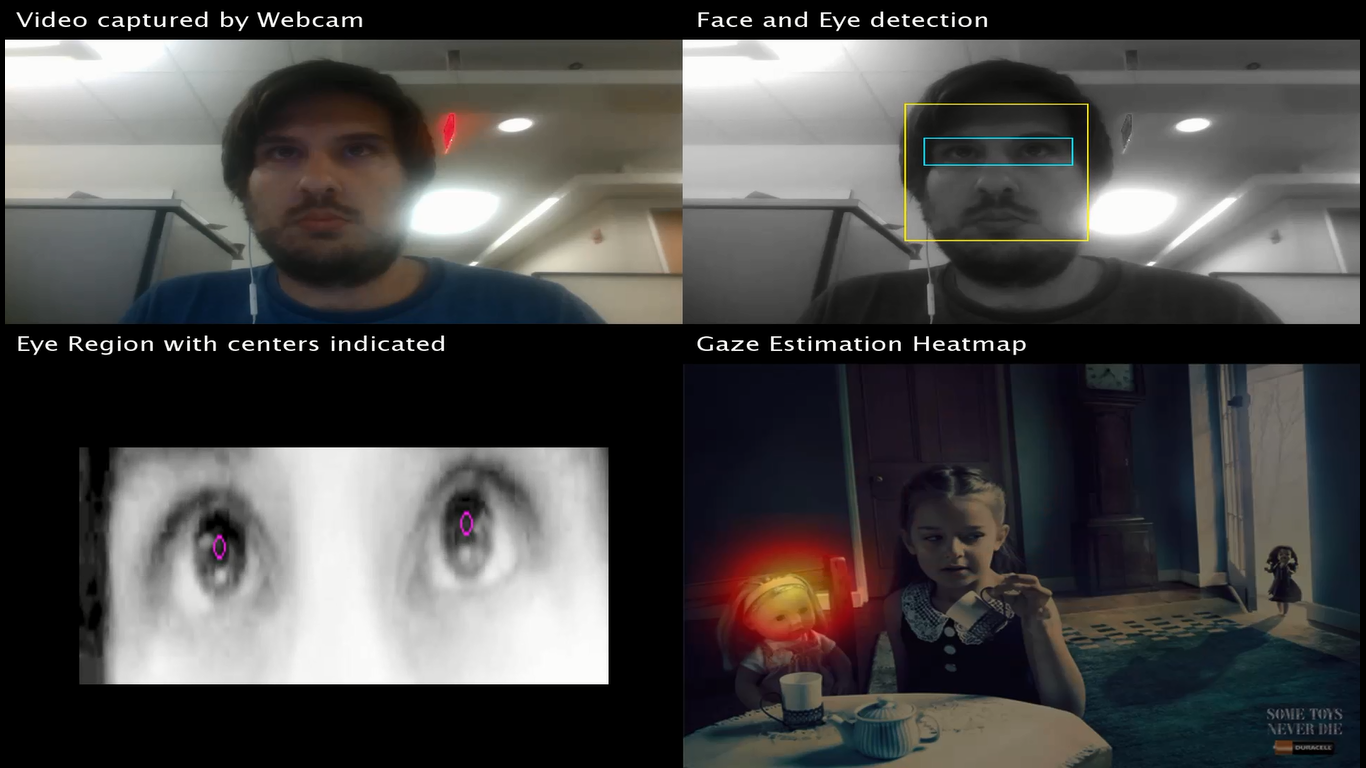 Video captured by Webcam
Face and Eye detection
Eye Region with centers indicated
Gaze Estimation Heatmap
SOME TOYS
NEVER DIE
DURACELL